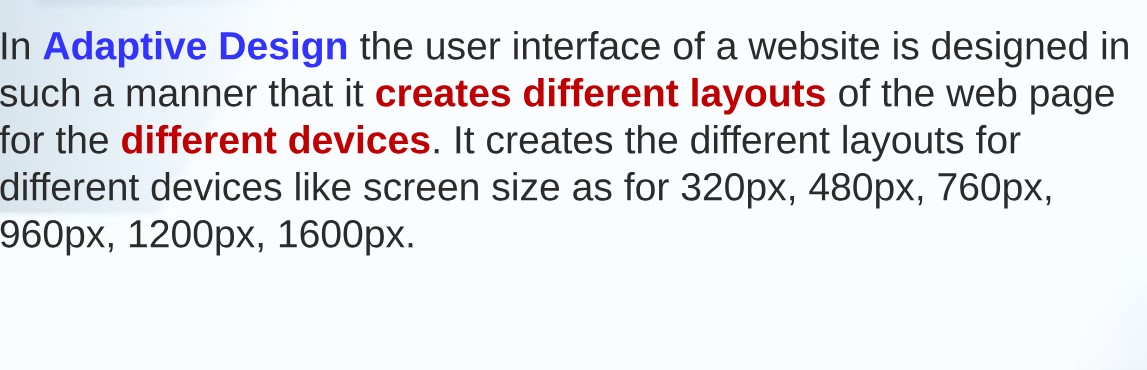 In Adaptive Design the user interface of a website is designed in
such a manner that it creates different layouts of the web page
for the different devices. It creates the different layouts for
different devices like screen size as for 320px, 480px, 760px,
960px, 1200px, 1600px.